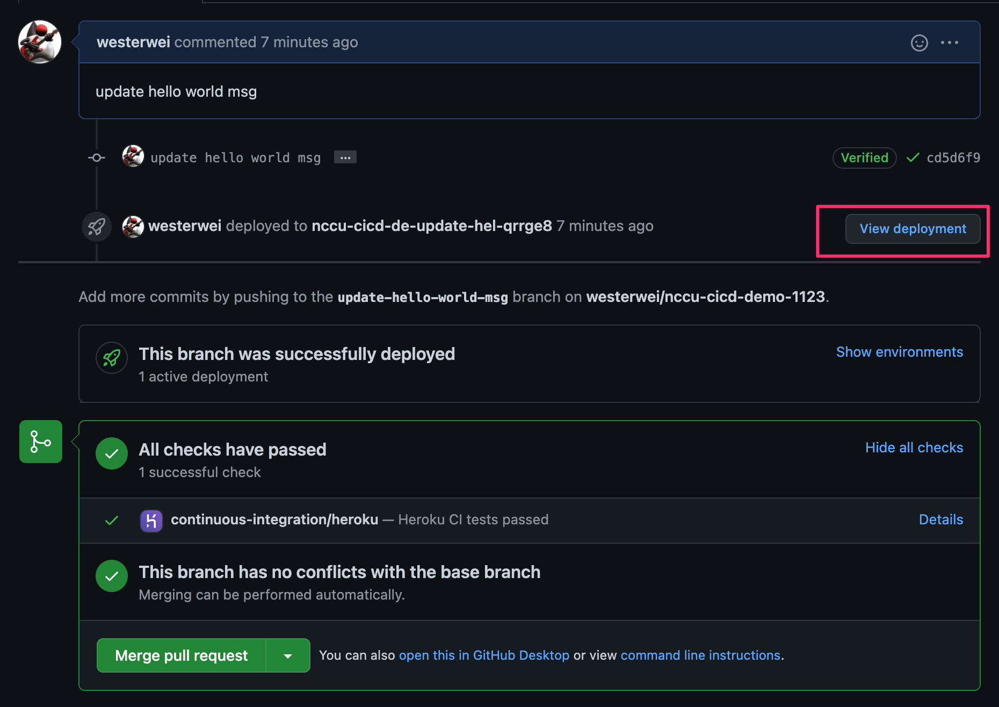 westerwei commented 7 minutes ago
update hello world msg
update hello world msg ...
Verified cd5d6f9
westerwei deployed to nccu-cicd-de-update-hel-qrrge8 7 minutes ago
View deployment
Add more commits by pushing to the update-hello-world-msg branch on westerwei/nccu-cicd-demo-1123.
This branch was successfully deployed
Show environments
1 active deployment
All checks have passed
Hide all checks
1 successful check
continuous-integration/heroku — Heroku CI tests passed
Details
This branch has no conflicts with the base branch
Merging can be performed automatically.
Merge pull request
You can also open this in GitHub Desktop or view command line instructions.